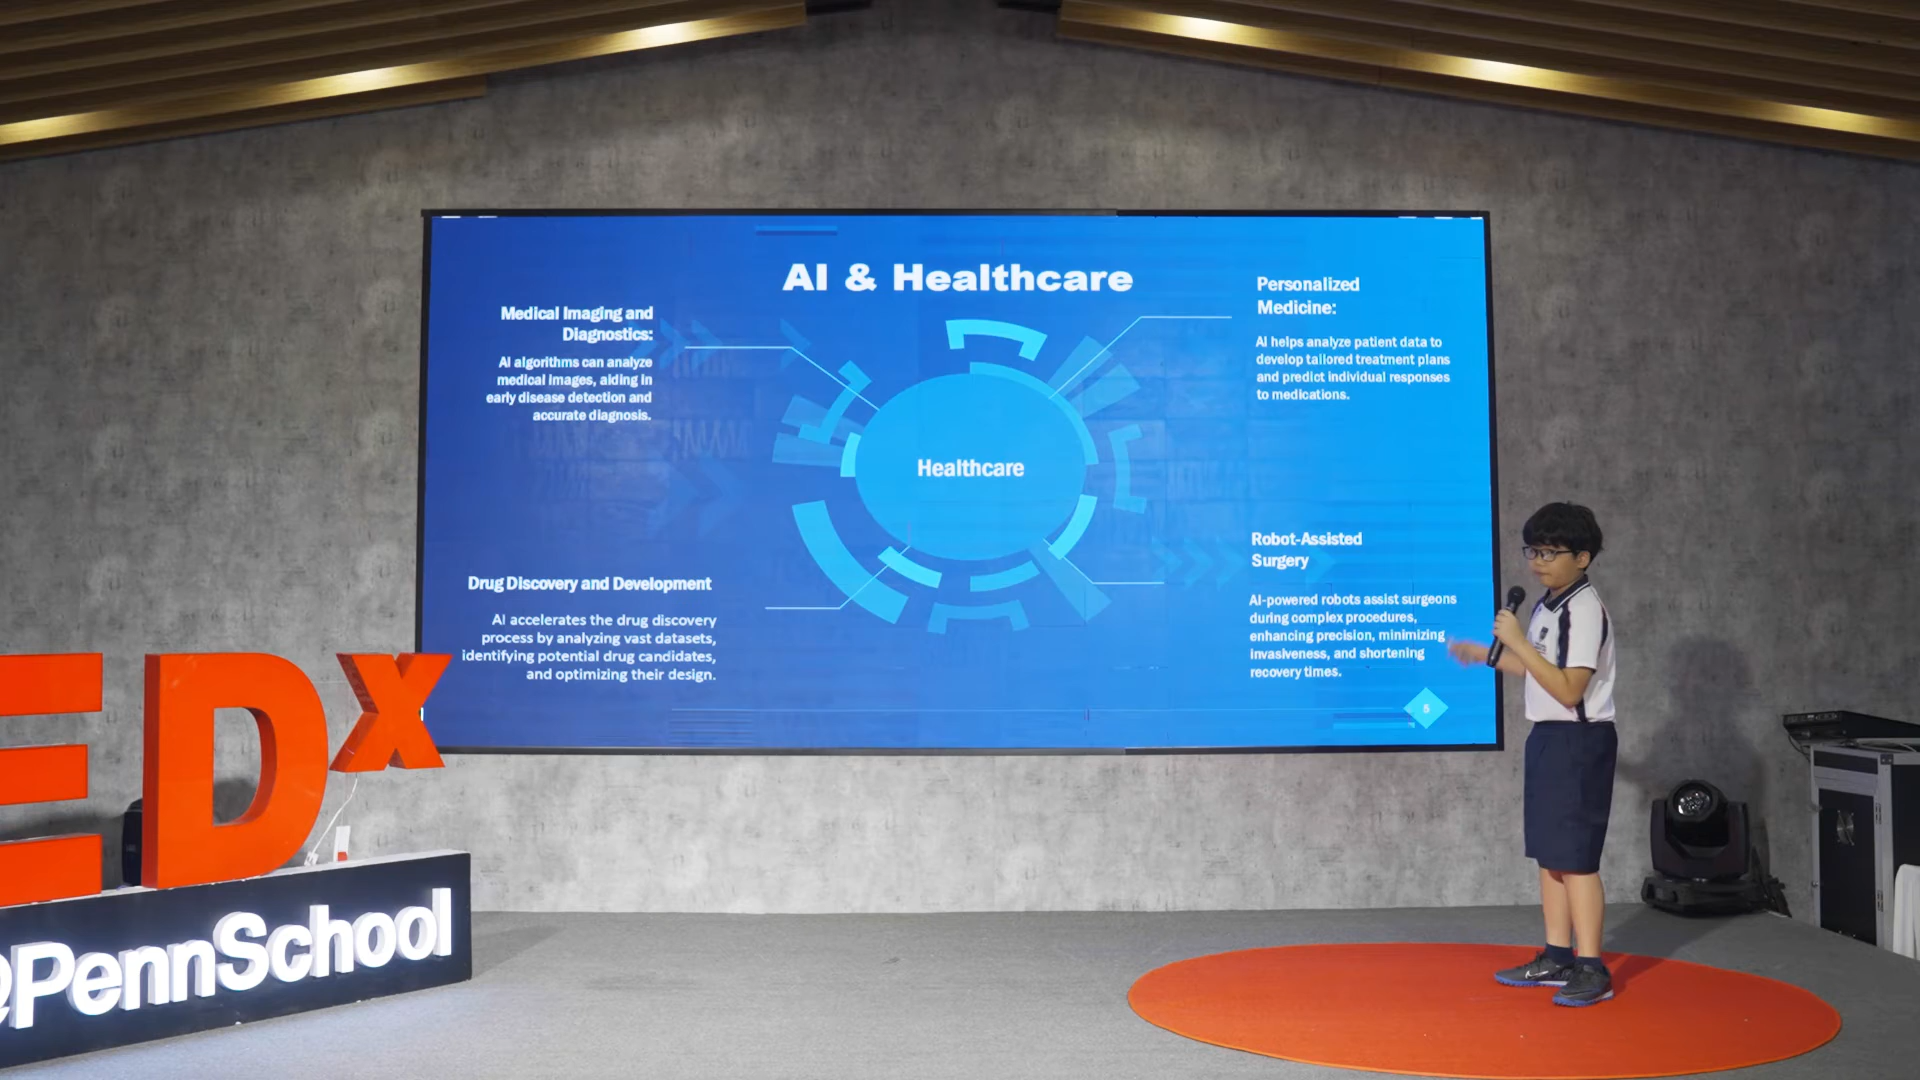 AI & Healthcare
Medical Imaging and
Diagnostics:
AI algorithms can analyze
medical images, aiding in
early disease detection and
accurate diagnosis.
Personalized
Medicine:
AI helps analyze patient data to
develop tailored treatment plans
and predict individual responses
to medications.
Healthcare
Drug Discovery and Development
AI accelerates the drug discovery
process by analyzing vast datasets,
identifying potential drug candidates,
and optimizing their design.
Robot-Assisted
Surgery
AI-powered robots assist surgeons
during complex procedures,
enhancing precision, minimizing
invasiveness, and shortening
recovery times.
5
EDx
@PennSchool